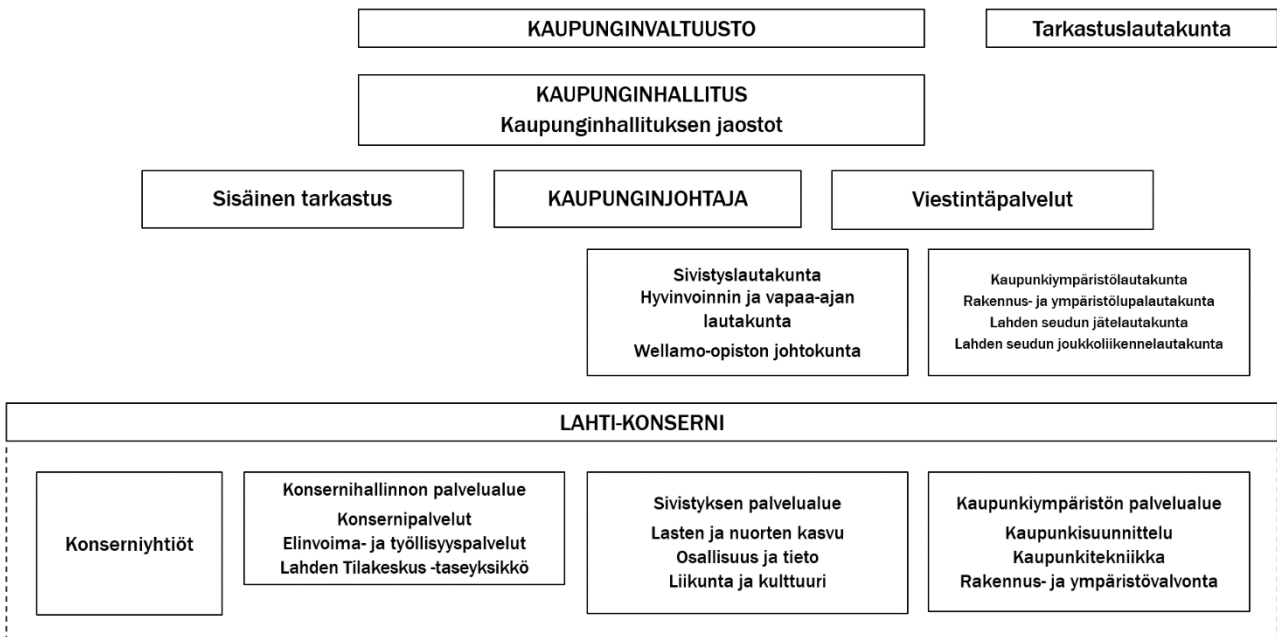 KAUPUNGINVALTUUSTO
Tarkastuslautakunta
KAUPUNGINHALLITUS
Kaupunginhallituksen jaostot
Sisäinen tarkastus
KAUPUNGINJOHTAJA
Viestintäpalvelut
Sivistyslautakunta
Hyvinvoinnin ja vapaa-ajan
lautakunta
Wellamo-opiston johtokunta
Kaupunkiympäristölautakunta
Rakennus- ja ympäristölupalautakunta
Lahden seudun jätelautakunta
Lahden seudun joukkoliikennelautakunta
LAHTI-KONSERNI
Konserniyhtiöt
Konsernihallinnon palvelualue
Konsernipalvelut
Elinvoima- ja työllisyyspalvelut
Lahden Tilakeskus -taseyksikkö
Sivistyksen palvelualue
Lasten ja nuorten kasvu
Osallisuus ja tieto
Liikunta ja kulttuuri
Kaupunkiympäristön palvelualue
Kaupunkisuunnittelu
Kaupunkitekniikka
Rakennus- ja ympäristövalvonta